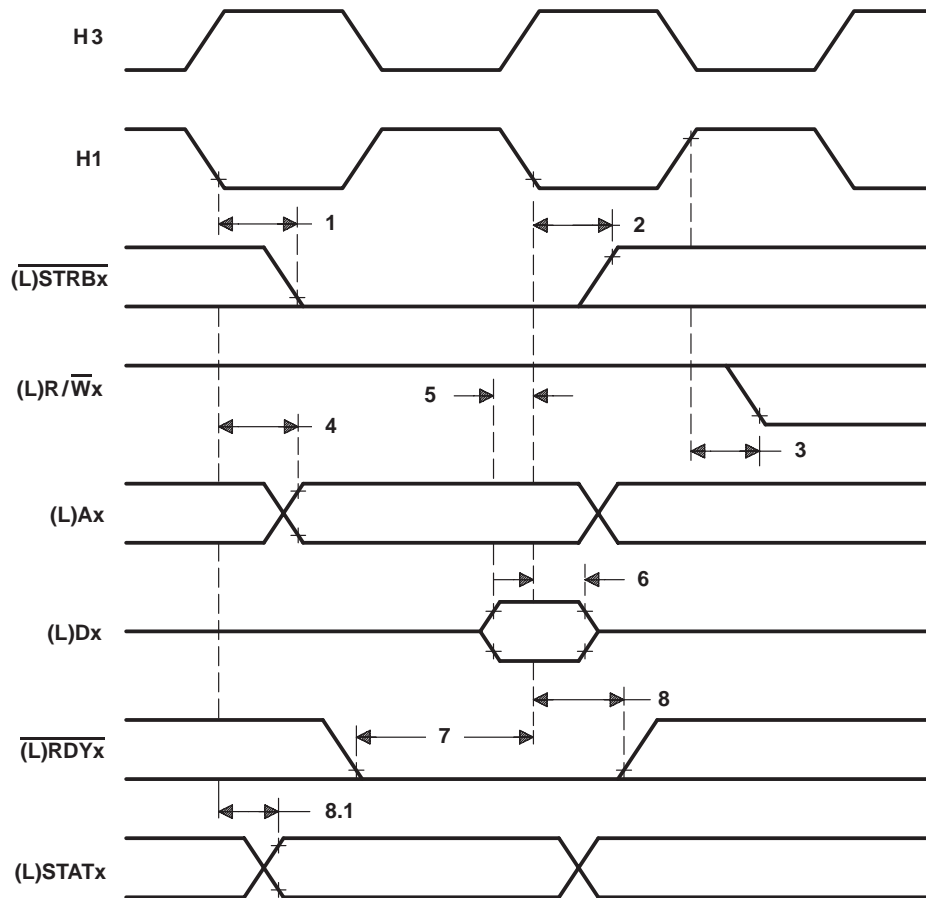 H3
H1
1
2
(L)STRBx
(L)R/Wx
5
4
3
(L)Ax
6
(L)Dx
8
7
(L)RDYx
8.1
(L)STATx